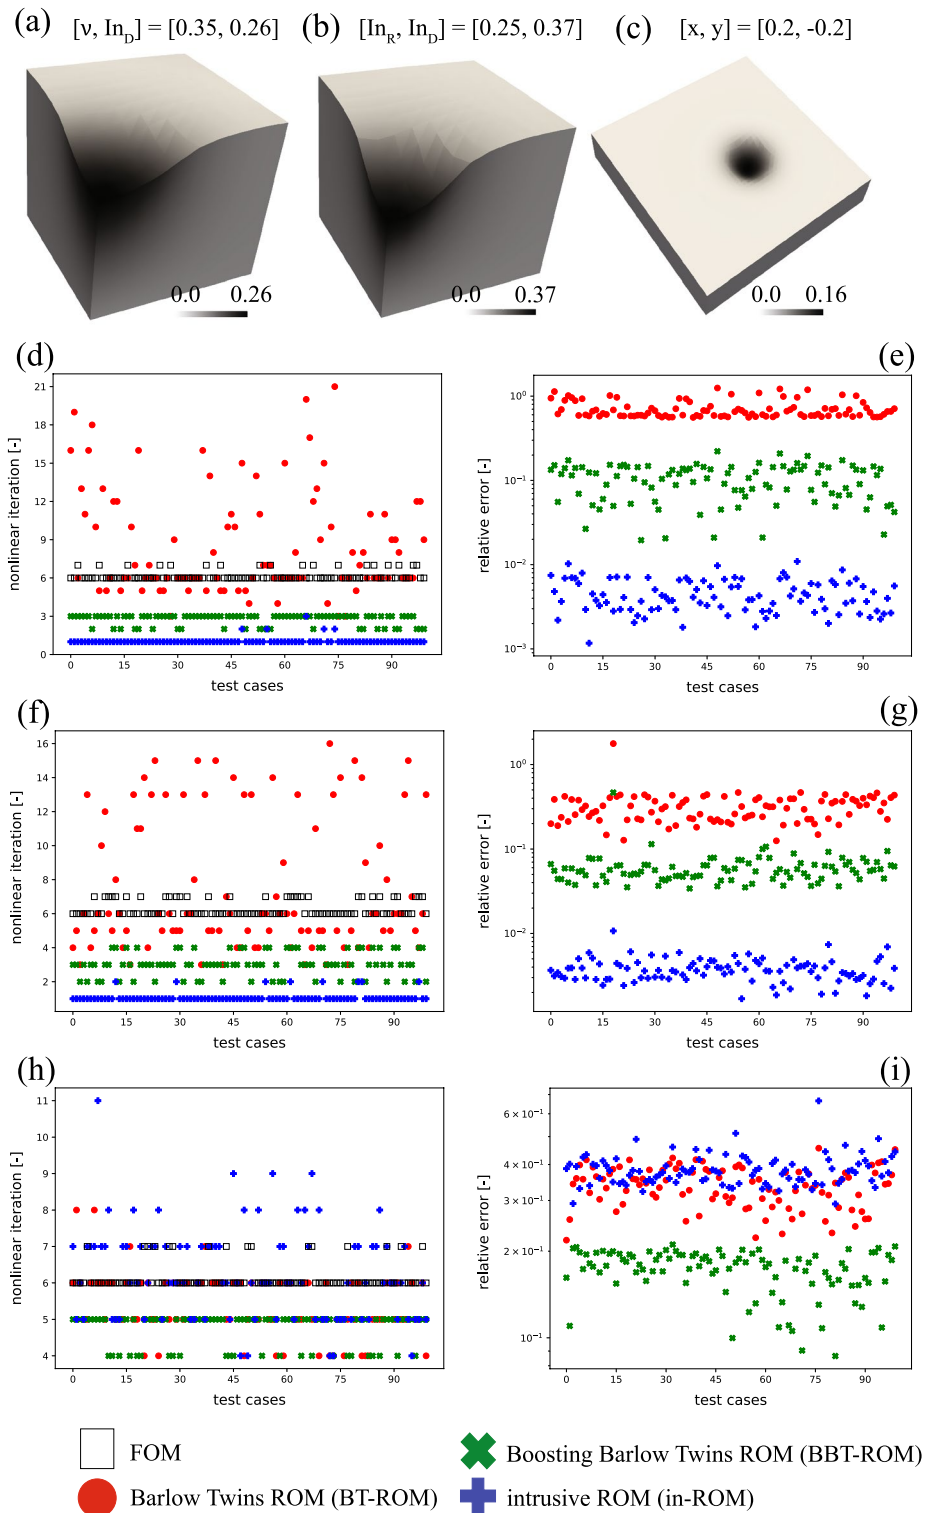 (a) [ν, In_D] = [0.35, 0.26]
(b) [In_R, In_D] = [0.25, 0.37]
(c) [x, y] = [0.2, -0.2]
0.0 0.26
0.0 0.37
0.0 0.16
(d)
nonlinear iteration [-]
21
18
15
12
9
6
3
0
0 15 30 45 60 75 90
test cases
(e)
relative error [-]
10⁰
10⁻¹
10⁻²
10⁻³
0 15 30 45 60 75 90
test cases
(f)
nonlinear iteration [-]
16
14
12
10
8
6
4
2
0 15 30 45 60 75 90
test cases
(g)
relative error [-]
10⁰
10⁻¹
10⁻²
0 15 30 45 60 75 90
test cases
(h)
nonlinear iteration [-]
11
10
9
8
7
6
5
4
0 15 30 45 60 75 90
test cases
(i)
relative error [-]
6 × 10⁻¹
4 × 10⁻¹
3 × 10⁻¹
2 × 10⁻¹
10⁻¹
0 15 30 45 60 75 90
test cases
FOM
Boosting Barlow Twins ROM (BBT-ROM)
Barlow Twins ROM (BT-ROM)
intrusive ROM (in-ROM)